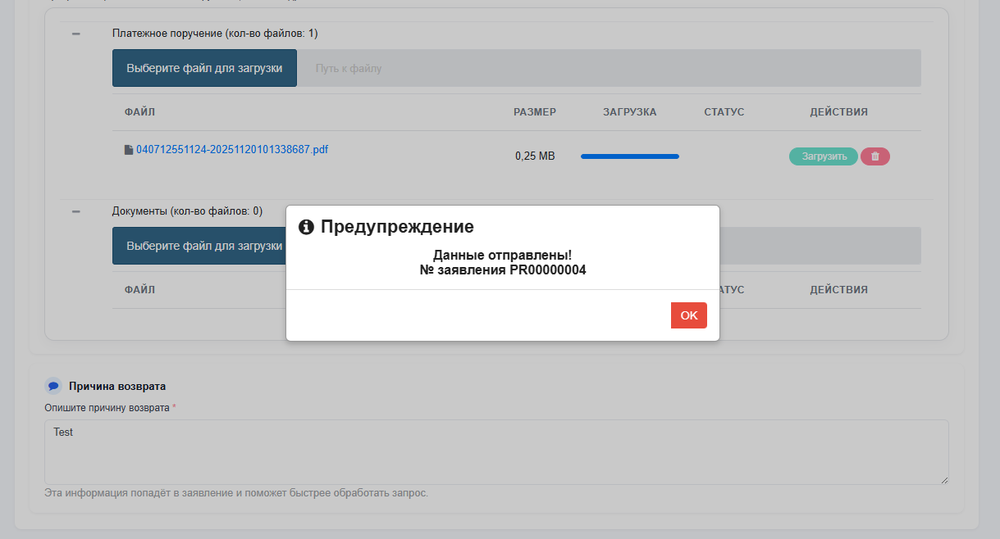 Платежное поручение (кол-во файлов: 1)
Выберите файл для загрузки
Путь к файлу
ФАЙЛ РАЗМЕР ЗАГРУЗКА СТАТУС ДЕЙСТВИЯ
040712551124-20251120101338687.pdf 0,25 MB Загрузить
Документы (кол-во файлов: 0)
Выберите файл для загрузки
ФАЙЛ АТУС ДЕЙСТВИЯ
Предупреждение
Данные отправлены!
№ заявления PR00000004
OK
Причина возврата
Опишите причину возврата *
Test
Эта информация попадёт в заявление и поможет быстрее обработать запрос.